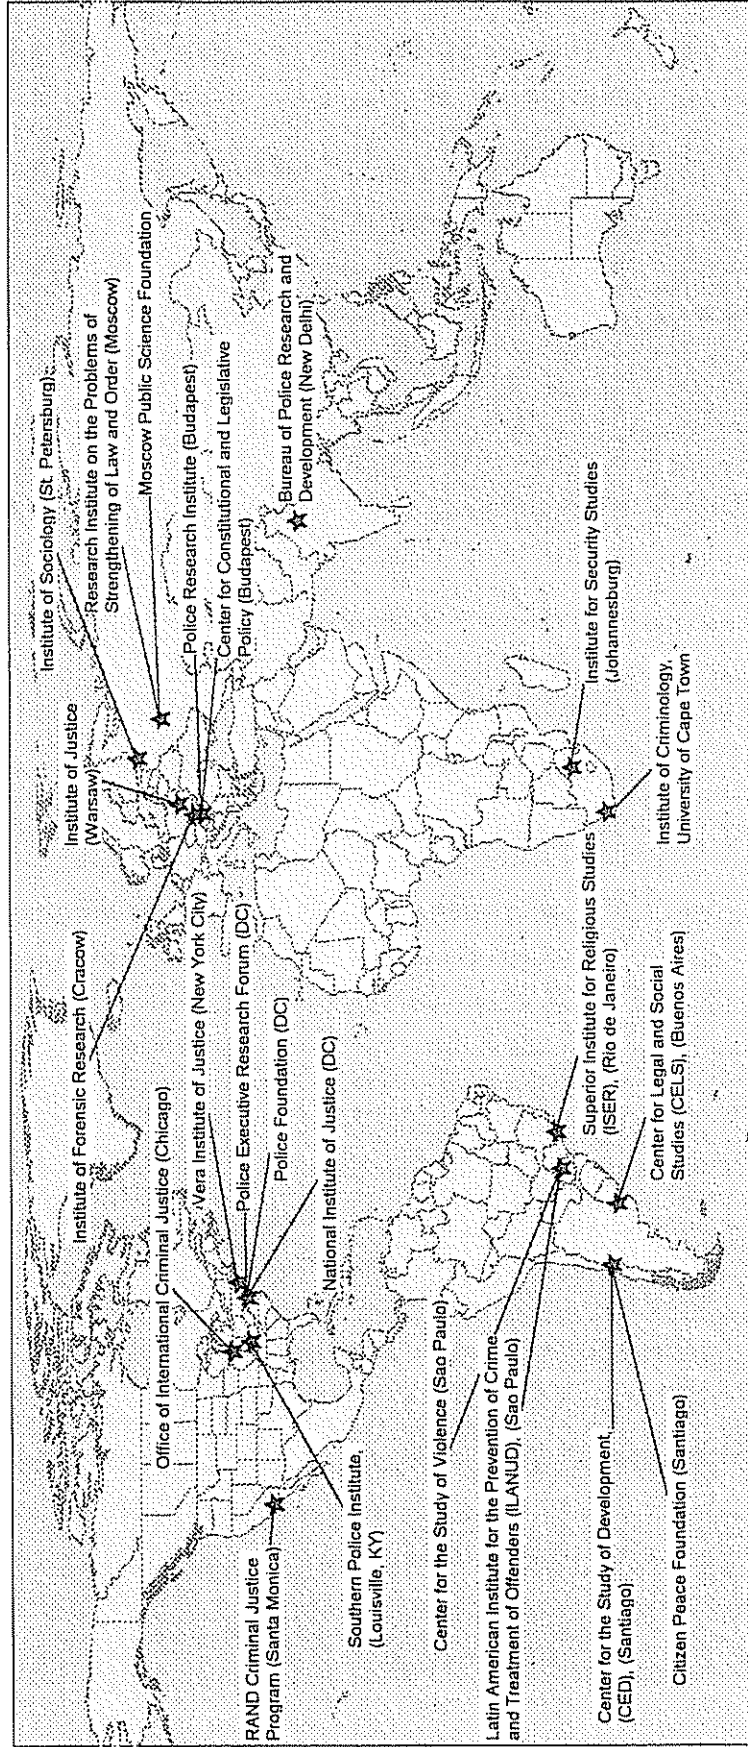 Institute of Forensic Research (Cracow)
Institute of Justice
(Warsaw)
Institute of Sociology (St. Petersburg)
Research Institute on the Problems of
Strengthening of Law and Order (Moscow)
Moscow Public Science Foundation
Police Research Institute (Budapest)
Center for Constitutional and Legislative
Policy (Budapest)
Bureau of Police Research and
Development (New Delhi)
Office of International Criminal Justice (Chicago)
Vera Institute of Justice (New York City)
Police Executive Research Forum (DC)
Police Foundation (DC)
National Institute of Justice (DC)
RAND Criminal Justice
Program (Santa Monica)
Southern Police Institute,
(Louisville, KY)
Center for the Study of Violence (Sao Paulo)
Latin American Institute for the Prevention of Crime
and Treatment of Offenders (ILANUD), (Sao Paulo)
Center for the Study of Development,
(CED), (Santiago)
Citizen Peace Foundation (Santiago)
Superior Institute for Religious Studies
(ISER), (Rio de Janeiro)
Center for Legal and Social
Studies (CELS), (Buenos Aires)
Institute for Security Studies
(Johannesburg)
Institute of Criminology,
University of Cape Town